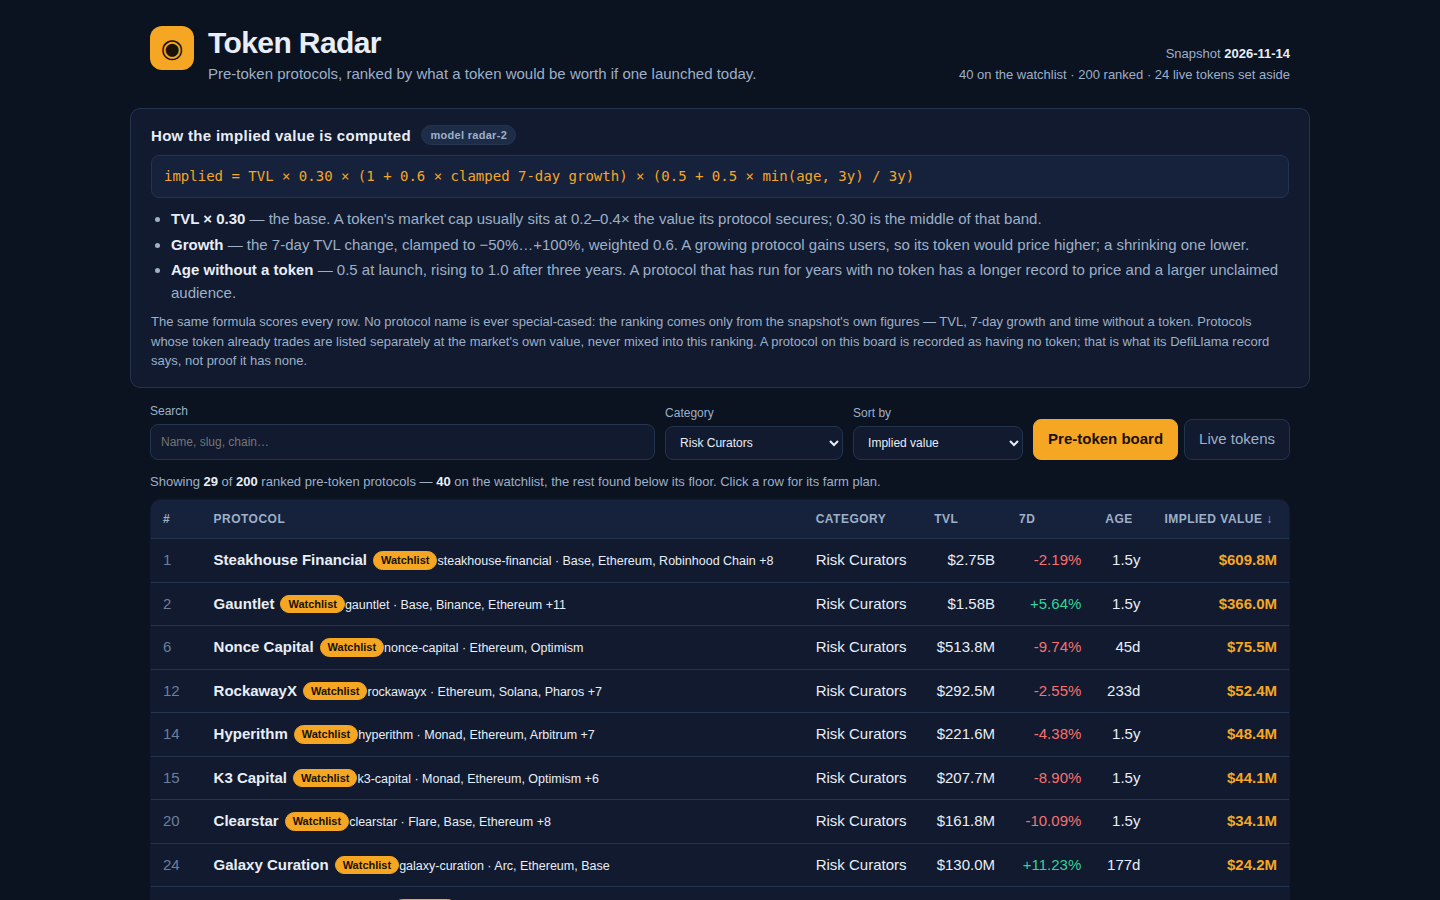 Token Radar
Pre-token protocols, ranked by what a token would be worth if one launched today.
Snapshot 2026-11-14
40 on the watchlist · 200 ranked · 24 live tokens set aside
How the implied value is computed model radar-2
implied = TVL × 0.30 × (1 + 0.6 × clamped 7-day growth) × (0.5 + 0.5 × min(age, 3y) / 3y)
• TVL × 0.30 — the base. A token's market cap usually sits at 0.2–0.4× the value its protocol secures; 0.30 is the middle of that band.
• Growth — the 7-day TVL change, clamped to −50%…+100%, weighted 0.6. A growing protocol gains users, so its token would price higher; a shrinking one lower.
• Age without a token — 0.5 at launch, rising to 1.0 after three years. A protocol that has run for years with no token has a longer record to price and a larger unclaimed
audience.
The same formula scores every row. No protocol name is ever special-cased: the ranking comes only from the snapshot's own figures — TVL, 7-day growth and time without a token. Protocols
whose token already trades are listed separately at the market's own value, never mixed into this ranking. A protocol on this board is recorded as having no token; that is what its DefiLlama record
says, not proof it has none.
Search
Category
Sort by
Name, slug, chain…
Risk Curators
Implied value
Pre-token board
Live tokens
Showing 29 of 200 ranked pre-token protocols — 40 on the watchlist, the rest found below its floor. Click a row for its farm plan.
# PROTOCOL CATEGORY TVL 7D AGE IMPLIED VALUE ↓
1 Steakhouse Financial Watchlist steakhouse-financial · Base, Ethereum, Robinhood Chain +8 Risk Curators $2.75B -2.19% 1.5y $609.8M
2 Gauntlet Watchlist gauntlet · Base, Binance, Ethereum +11 Risk Curators $1.58B +5.64% 1.5y $366.0M
6 Nonce Capital Watchlist nonce-capital · Ethereum, Optimism Risk Curators $513.8M -9.74% 45d $75.5M
12 RockawayX Watchlist rockawayx · Ethereum, Solana, Pharos +7 Risk Curators $292.5M -2.55% 233d $52.4M
14 Hyperithm Watchlist hyperithm · Monad, Ethereum, Arbitrum +7 Risk Curators $221.6M -4.38% 1.5y $48.4M
15 K3 Capital Watchlist k3-capital · Monad, Ethereum, Optimism +6 Risk Curators $207.7M -8.90% 1.5y $44.1M
20 Clearstar Watchlist clearstar · Flare, Base, Ethereum +8 Risk Curators $161.8M -10.09% 1.5y $34.1M
24 Galaxy Curation Watchlist galaxy-curation · Arc, Ethereum, Base Risk Curators $130.0M +11.23% 177d $24.2M